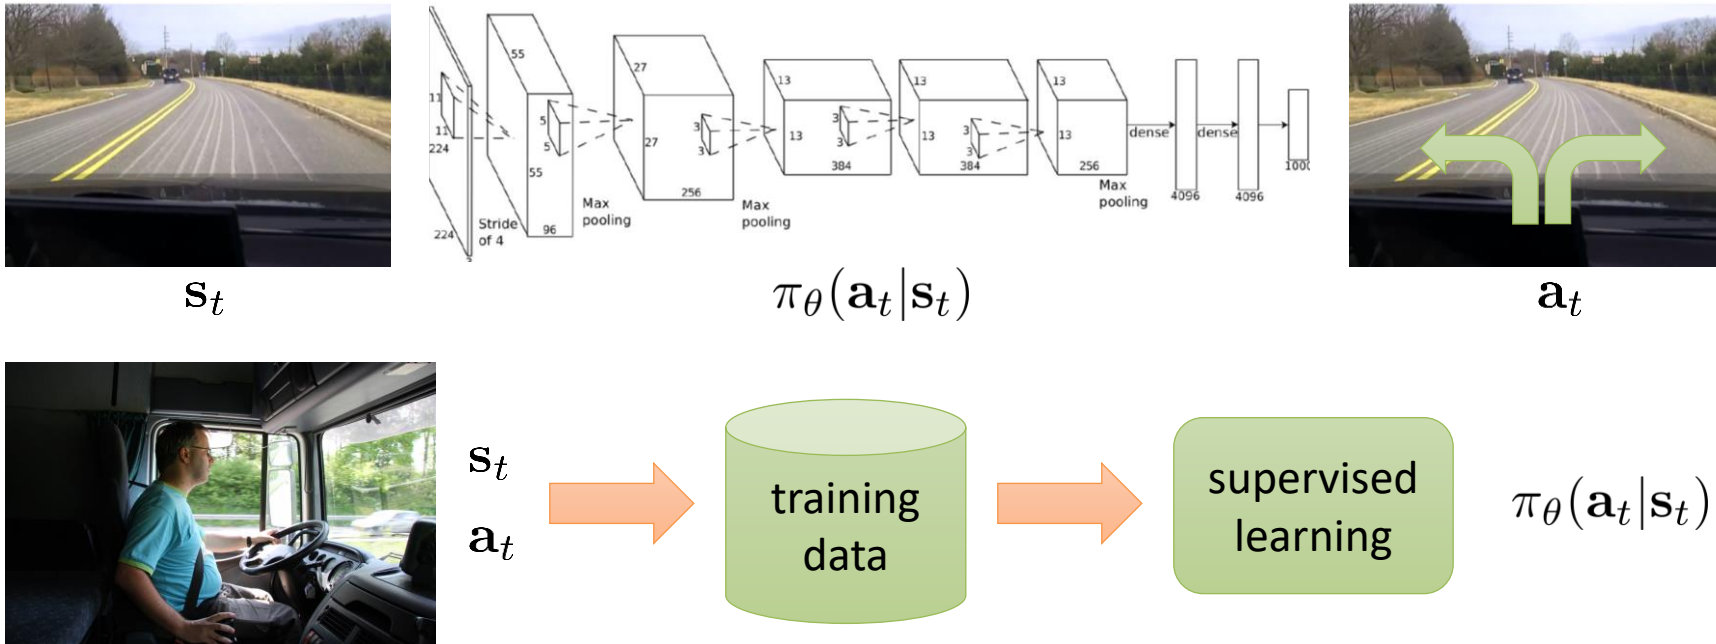 55
27
13
13
13
11
11
5
5
3
3
3
3
3
3
224
55
27
13
13
13
dense
dense
384
384
256
1000
256
Max
pooling
4096
4096
224
Stride
of 4
96
Max
pooling
Max
pooling
3
s_t
π_θ(a_t|s_t)
a_t
s_t
a_t
training
data
supervised
learning
π_θ(a_t|s_t)